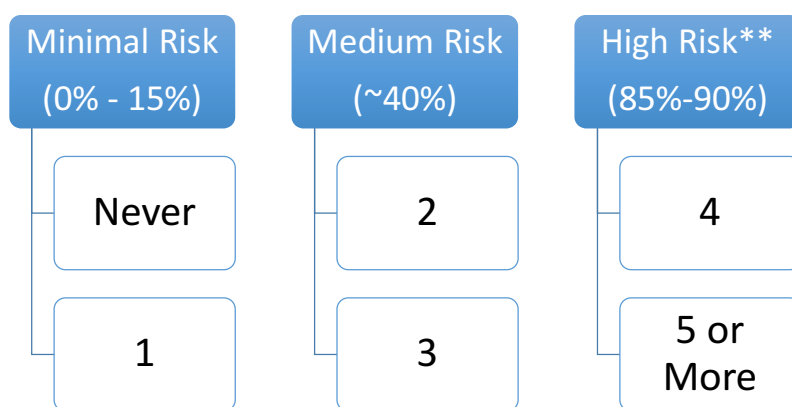 Minimal Risk
(0% - 15%)
Never
1
Medium Risk
(~40%)
2
3
High Risk**
(85%-90%)
4
5 or
More